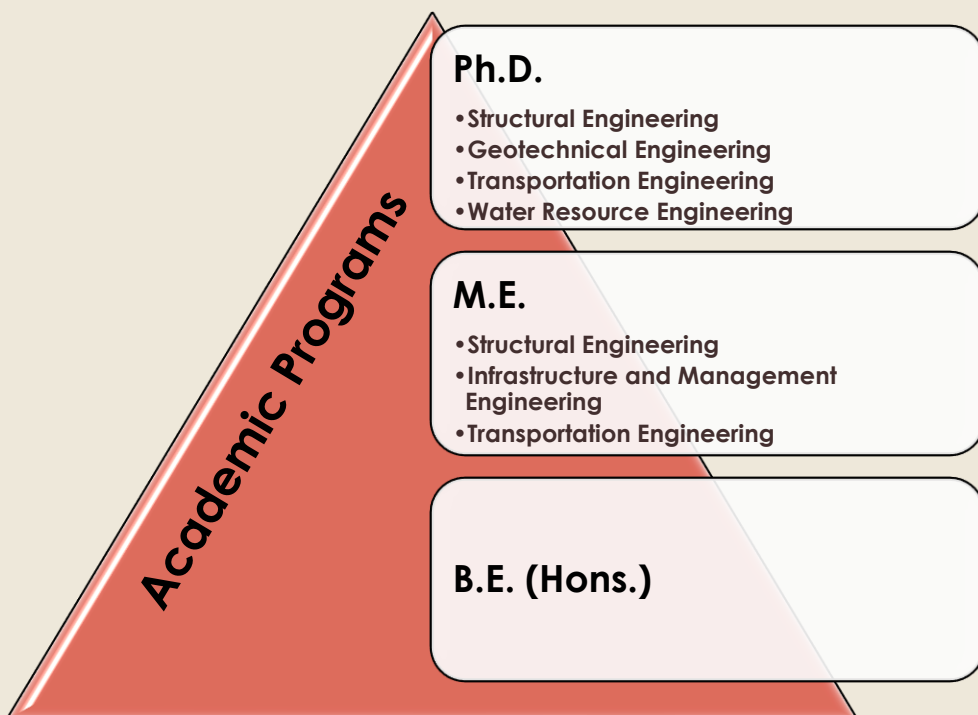 Academic Programs
Ph.D.
•Structural Engineering
•Geotechnical Engineering
•Transportation Engineering
•Water Resource Engineering
M.E.
•Structural Engineering
•Infrastructure and Management
Engineering
•Transportation Engineering
B.E. (Hons.)